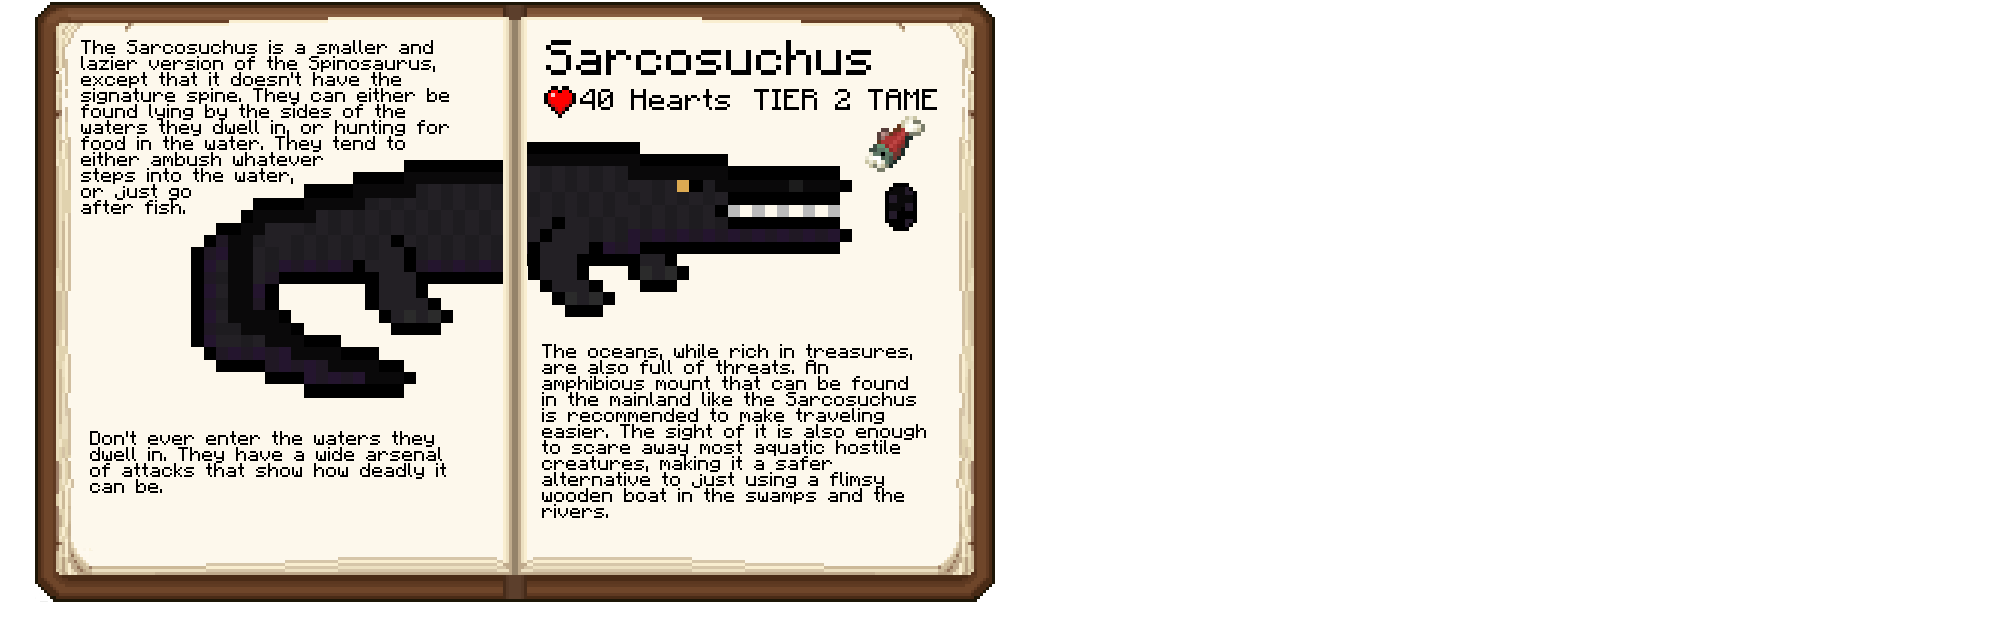 The Sarcosuchus is a smaller and
lazier version of the Spinosaurus,
except that it doesn't have the
signature spine. They can either be
found lying by the sides of the
waters they dwell in, or hunting for
food in the water. They tend to
either ambush whatever
steps into the water,
or just go
after fish.
Don't ever enter the waters they
dwell in. They have a wide arsenal
of attacks that show how deadly it
can be.
Sarcosuchus
40 Hearts TIER 2 TAME
The oceans, while rich in treasures,
are also full of threats. An
amphibious mount that can be found
in the mainland like the Sarcosuchus
is recommended to make traveling
easier. The sight of it is also enough
to scare away most aquatic hostile
creatures, making it a safer
alternative to just using a flimsy
wooden boat in the swamps and the
rivers.